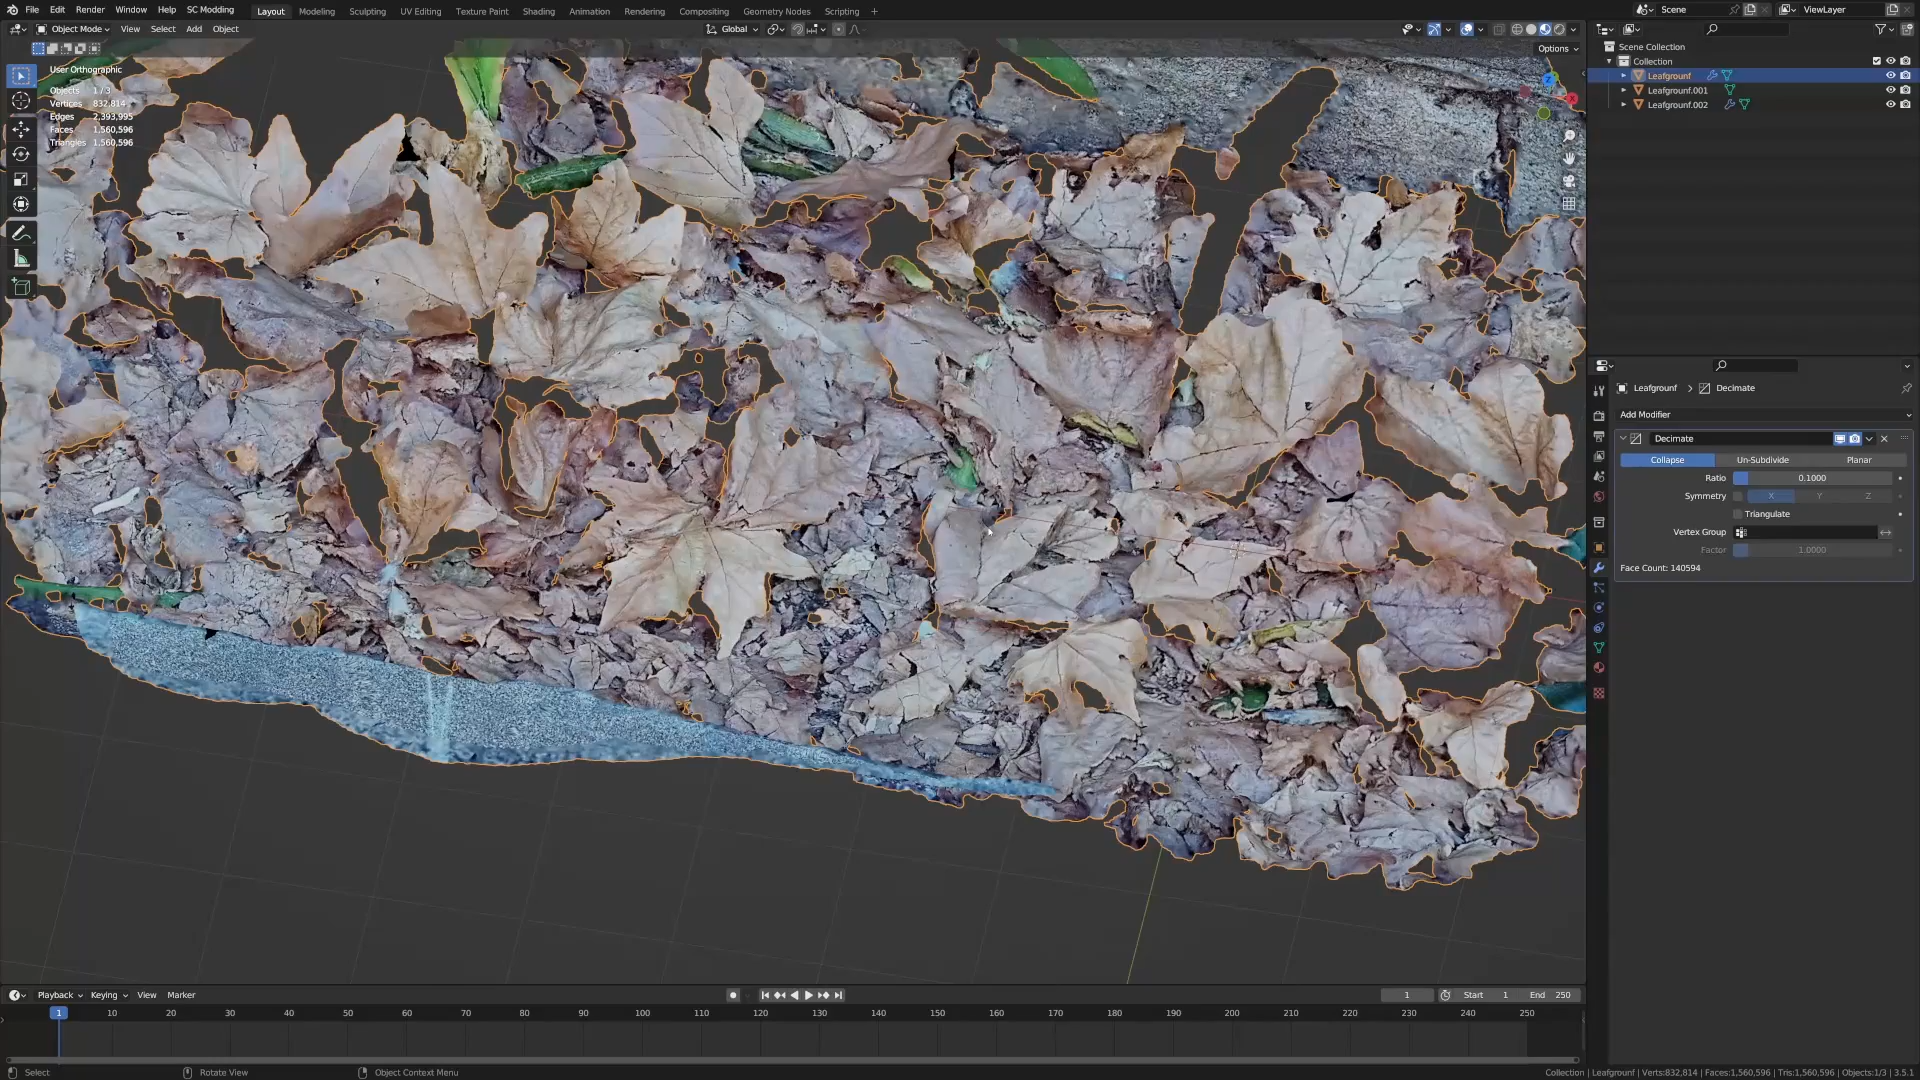 File Edit Render Window Help SC Modding Layout Modeling Sculpting UV Editing Texture Paint Shading Animation Rendering Compositing Geometry Nodes Scripting + Scene ViewLayer
Object Mode View Select Add Object Global
Options
User Orthographic
Objects 1 / 3
Vertices 832,814
Edges 2,393,995
Faces 1,560,596
Triangles 1,560,596
Scene Collection
Collection
Leafgrounf
Leafgrounf.001
Leafgrounf.002
Leafgrounf > Decimate
Add Modifier
Decimate
Collapse Un-Subdivide Planar
Ratio 0.1000
Symmetry X Y Z
Triangulate
Vertex Group
Factor 1.0000
Face Count: 140594
Playback Keying View Marker 1 Start 1 End 250
1 10 20 30 40 50 60 70 80 90 100 110 120 130 140 150 160 170 180 190 200 210 220 230 240 250
Select Rotate View Object Context Menu Collection | Leafgrounf | Verts:832,814 | Faces:1,560,596 | Tris:1,560,596 | Objects:1/3 | 3.5.1